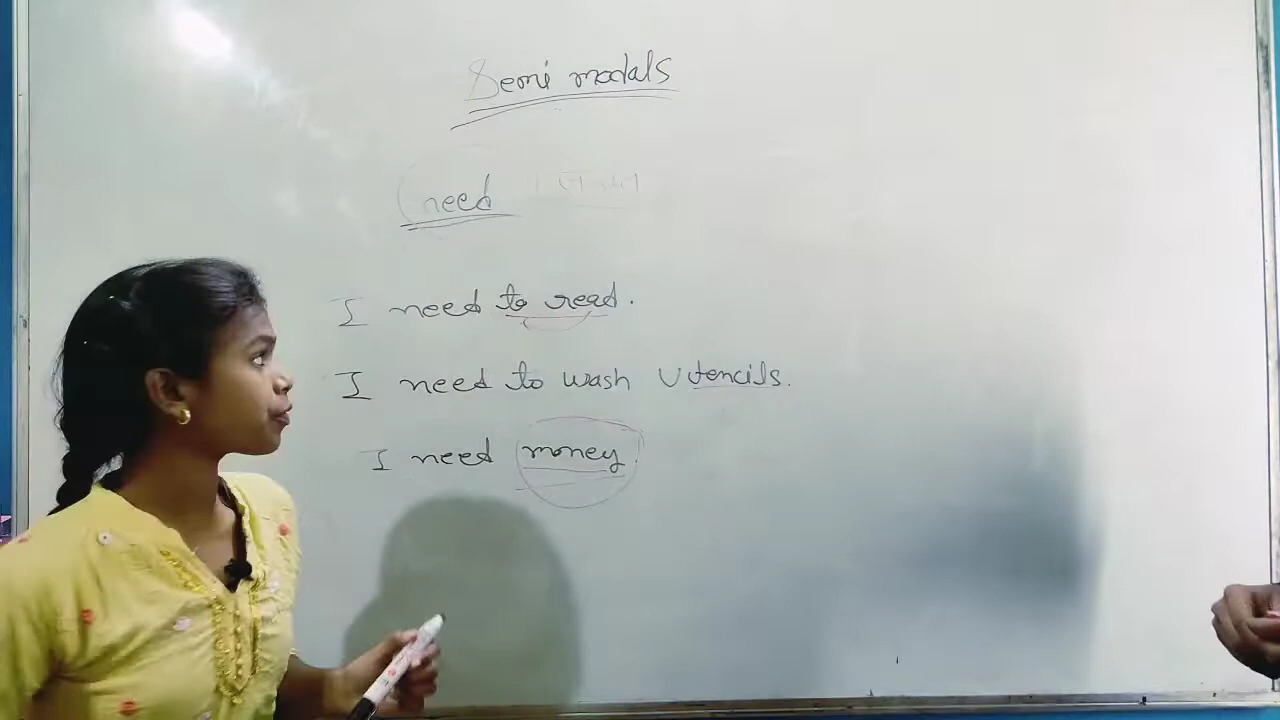 Semi modals
(need
I need to read.
I need to wash Utencils.
I need money